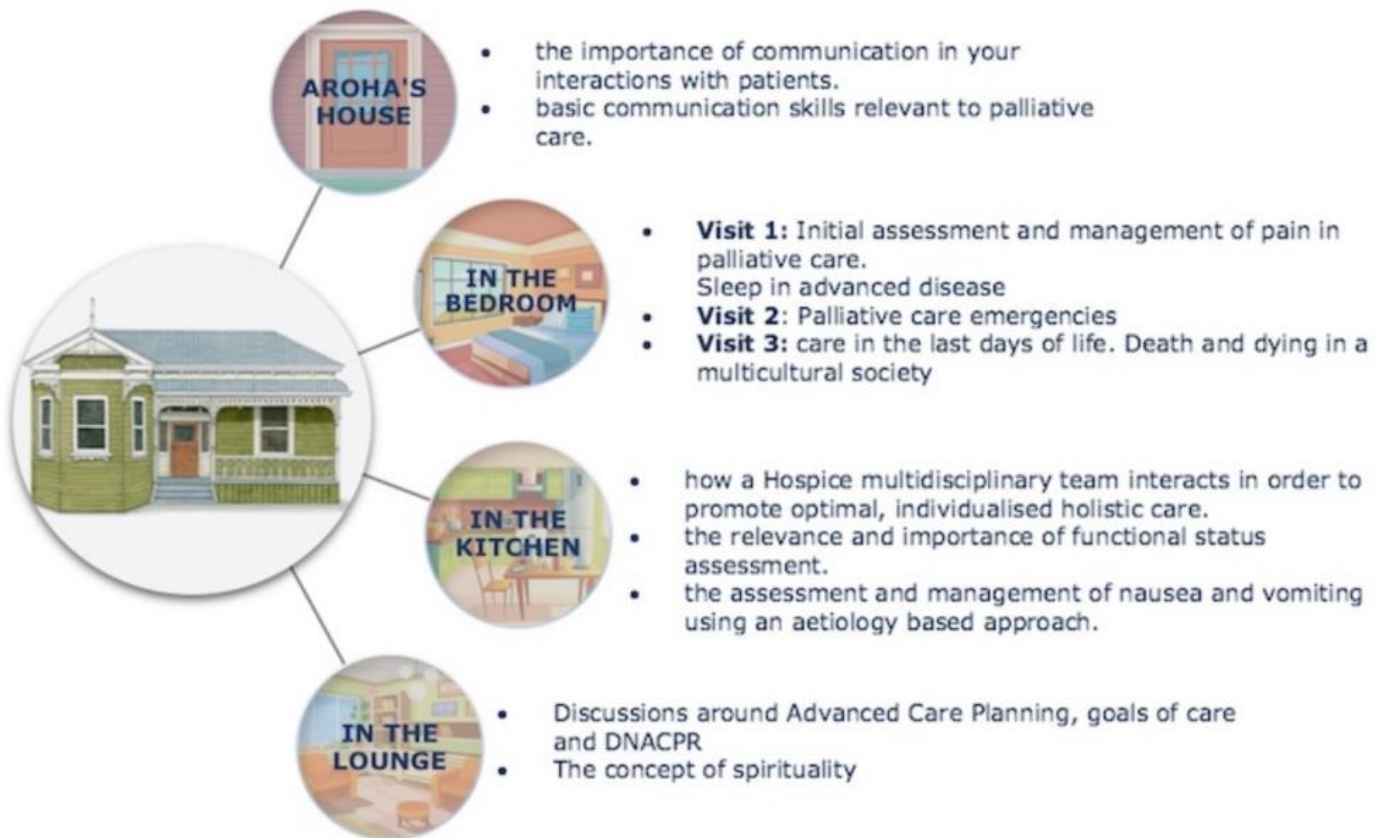 AROHA'S
HOUSE
• the importance of communication in your
interactions with patients.
• basic communication skills relevant to palliative
care.
IN THE
BEDROOM
• Visit 1: Initial assessment and management of pain in
palliative care.
Sleep in advanced disease
• Visit 2: Palliative care emergencies
• Visit 3: care in the last days of life. Death and dying in a
multicultural society
IN THE
KITCHEN
• how a Hospice multidisciplinary team interacts in order to
promote optimal, individualised holistic care.
• the relevance and importance of functional status
assessment.
• the assessment and management of nausea and vomiting
using an aetiology based approach.
IN THE
LOUNGE
• Discussions around Advanced Care Planning, goals of care
and DNACPR
• The concept of spirituality